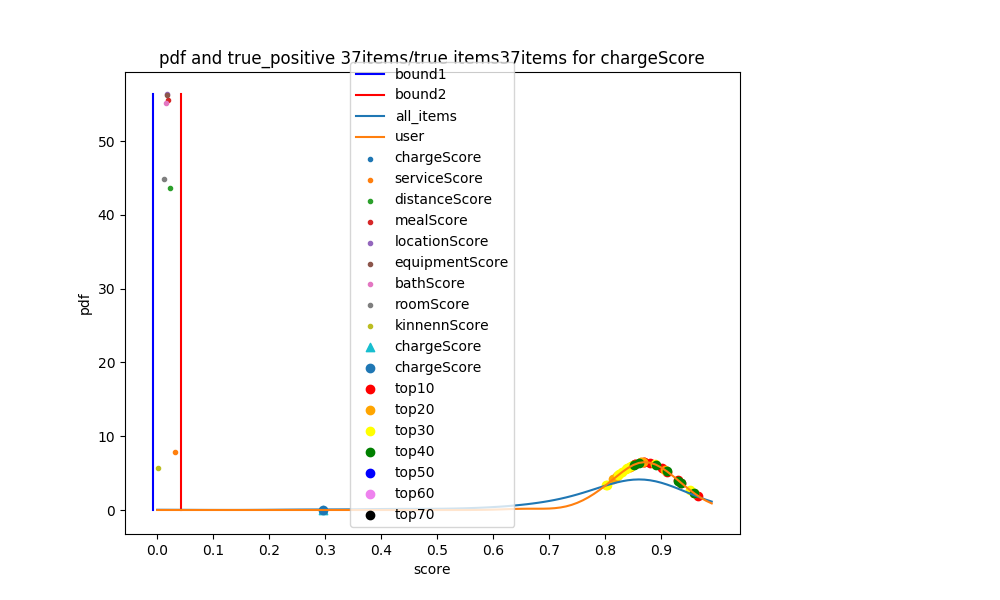 pdf and true_positive 37items/true items37items for chargeScore
bound1
bound2
all_items
user
chargeScore
serviceScore
distanceScore
mealScore
locationScore
equipmentScore
bathScore
roomScore
kinnennScore
chargeScore
chargeScore
top10
top20
top30
top40
top50
top60
top70
pdf
50
40
30
20
10
0
0.0 0.1 0.2 0.3 0.4 0.5 0.6 0.7 0.8 0.9
score